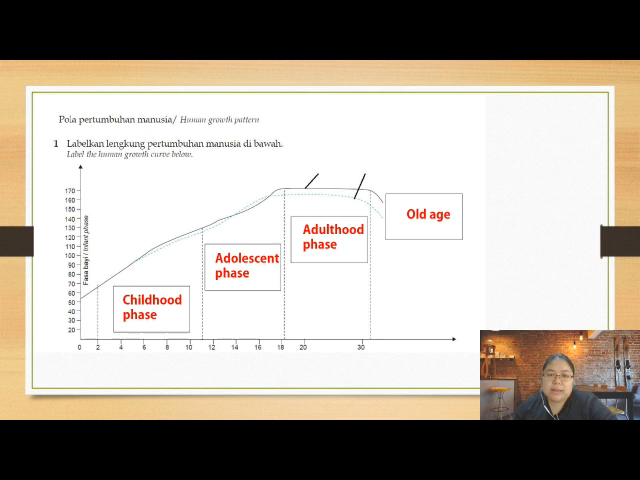 Pola pertumbuhan manusia/ Human growth pattern
1 Labelkan lengkung pertumbuhan manusia di bawah.
Label the human growth curve below.
170
160
150
140
130
120
110
100
90
80
70
60
50
40
30
20
Fasa bayi / Infant phase
Childhood
phase
Adolescent
phase
Adulthood
phase
Old age
0 2 4 6 8 10 12 14 16 18 20 30